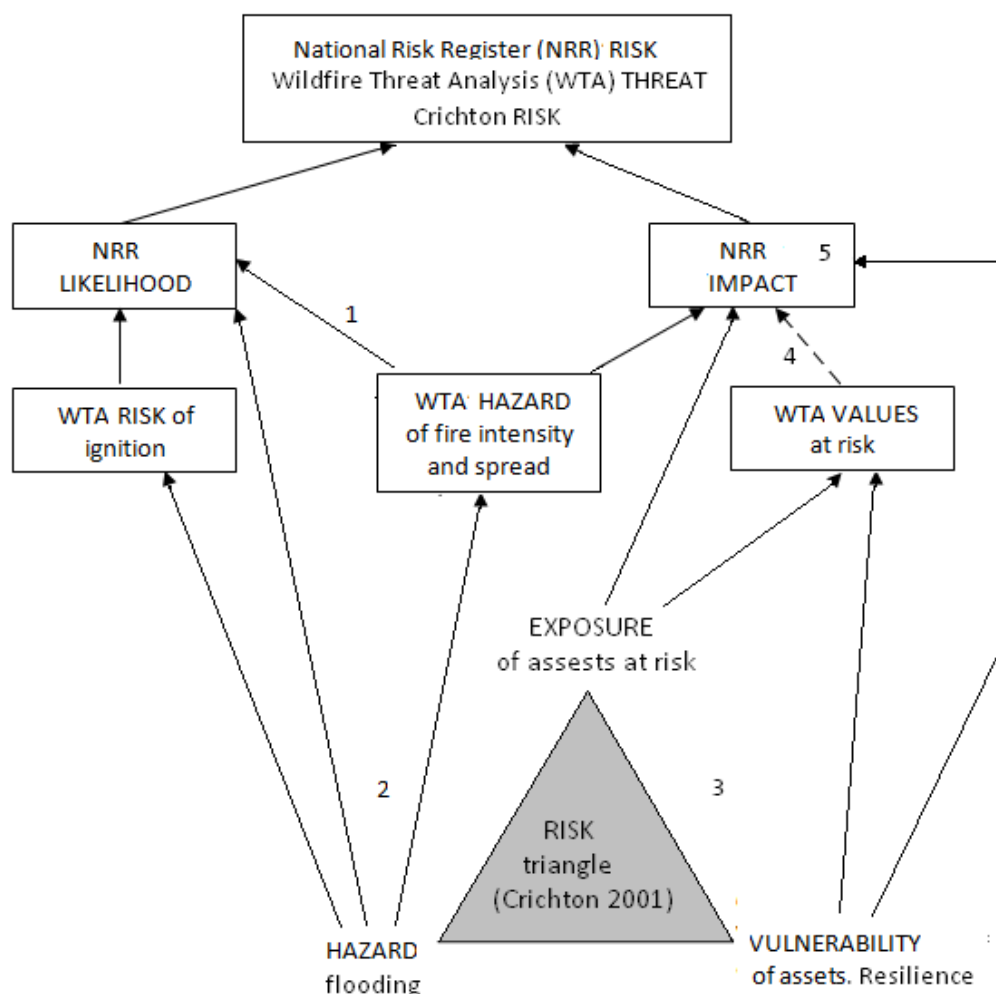 National Risk Register (NRR) RISK
Wildfire Threat Analysis (WTA) THREAT
Crichton RISK
NRR
LIKELIHOOD
NRR
IMPACT
5
1
4
WTA RISK of
ignition
WTA HAZARD
of fire intensity
and spread
WTA VALUES
at risk
EXPOSURE
of assests at risk
2
3
RISK
triangle
(Crichton 2001)
HAZARD
flooding
VULNERABILITY
of assets. Resilience